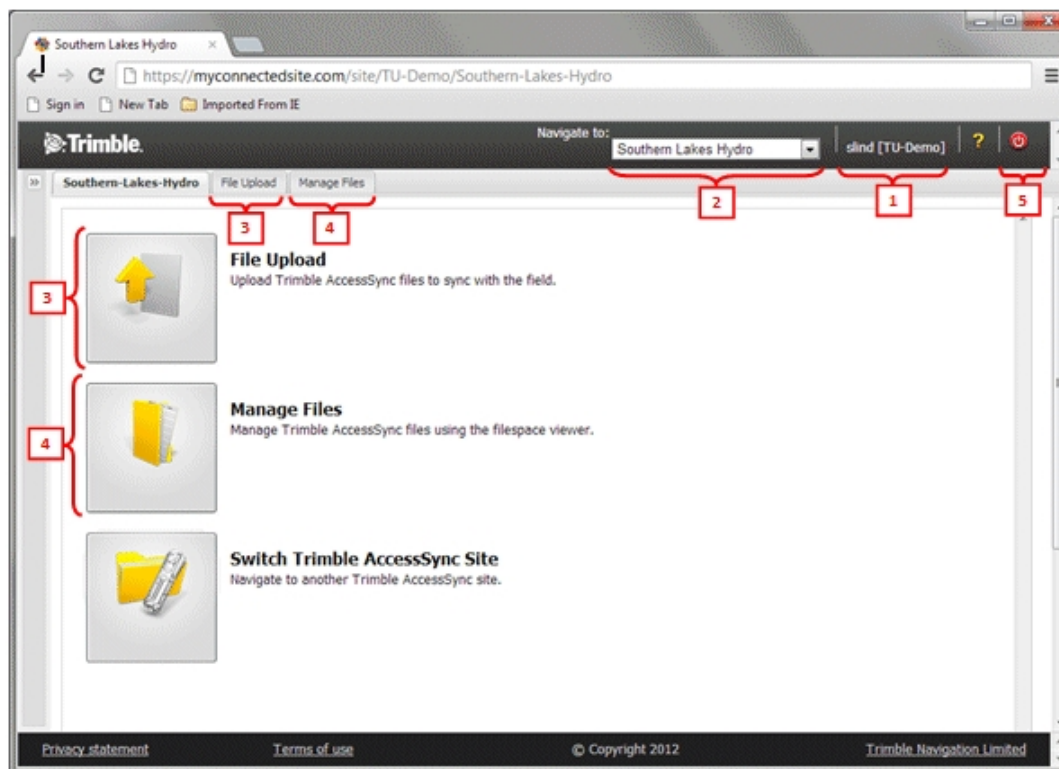 Southern Lakes Hydro
https://myconnectedsite.com/site/TU-Demo/Southern-Lakes-Hydro
Sign in New Tab Imported From IE
Trimble. Navigate to: Southern Lakes Hydro slind [TU-Demo] ?
Southern-Lakes-Hydro File Upload Manage Files
3 4 2 1 5
3
File Upload
Upload Trimble AccessSync files to sync with the field.
4
Manage Files
Manage Trimble AccessSync files using the filespace viewer.
Switch Trimble AccessSync Site
Navigate to another Trimble AccessSync site.
Privacy statement Terms of use © Copyright 2012 Trimble Navigation Limited